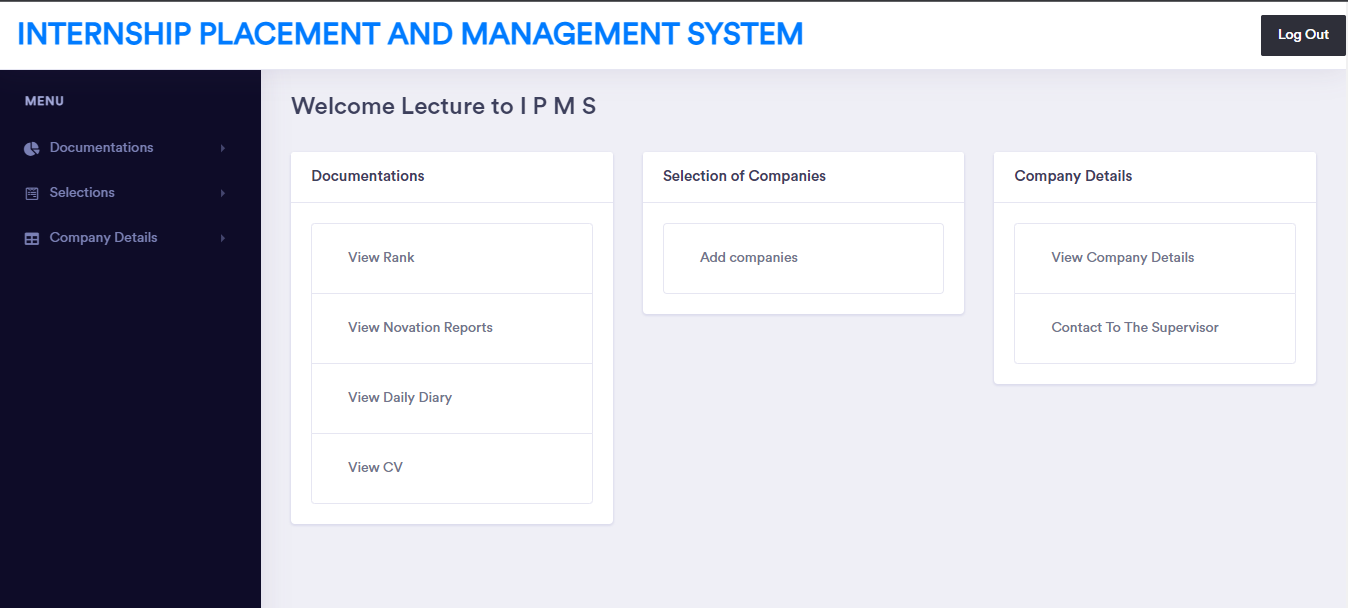 INTERNSHIP PLACEMENT AND MANAGEMENT SYSTEM
Log Out
MENU
Documentations
Selections
Company Details
Welcome Lecture to I P M S
Documentations
View Rank
View Novation Reports
View Daily Diary
View CV
Selection of Companies
Add companies
Company Details
View Company Details
Contact To The Supervisor